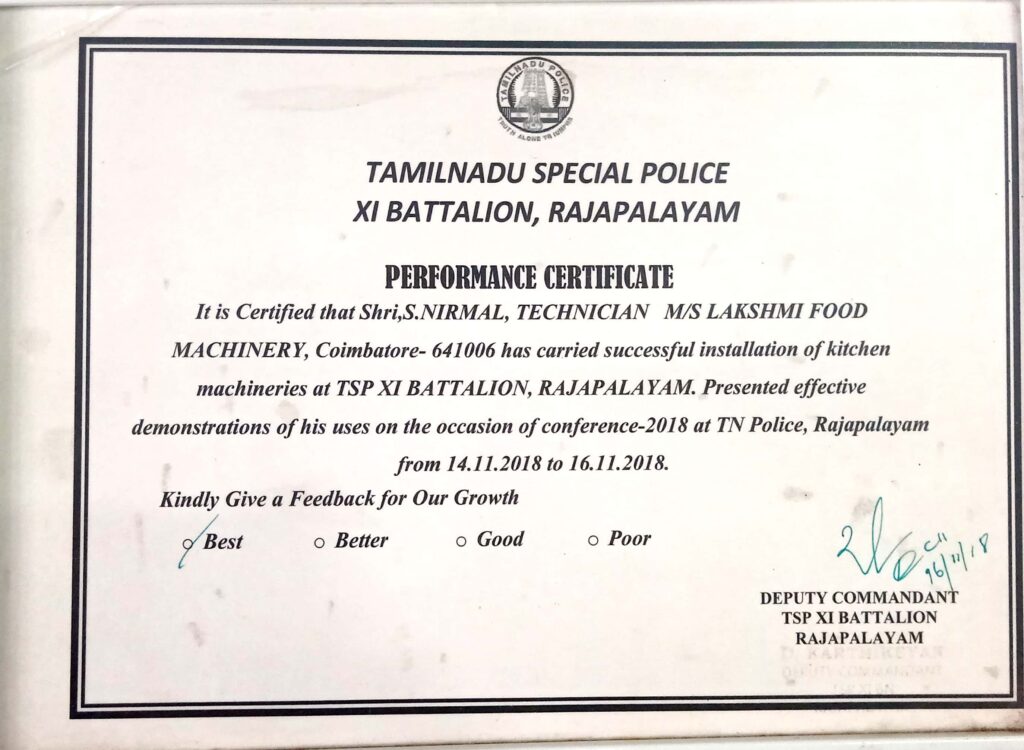 TAMILNADU POLICE
TRUTH ALONE TRIUMPHS
TAMILNADU SPECIAL POLICE
XI BATTALION, RAJAPALAYAM
PERFORMANCE CERTIFICATE
It is Certified that Shri,S.NIRMAL, TECHNICIAN M/S LAKSHMI FOOD
MACHINERY, Coimbatore- 641006 has carried successful installation of kitchen
machineries at TSP XI BATTALION, RAJAPALAYAM. Presented effective
demonstrations of his uses on the occasion of conference-2018 at TN Police, Rajapalayam
from 14.11.2018 to 16.11.2018.
Kindly Give a Feedback for Our Growth
Best Better Good Poor
16/11/18
DEPUTY COMMANDANT
TSP XI BATTALION
RAJAPALAYAM
D. KARTHIKEYAN
DEPUTY COMMANDANT